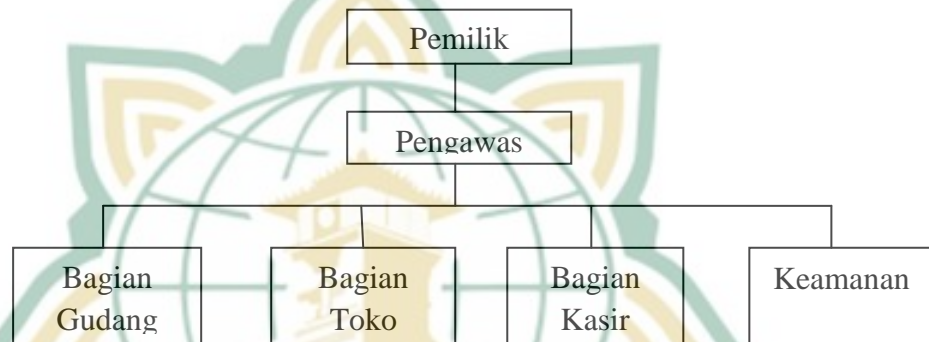 Pemilik
Pengawas
Bagian
Gudang
Bagian
Toko
Bagian
Kasir
Keamanan